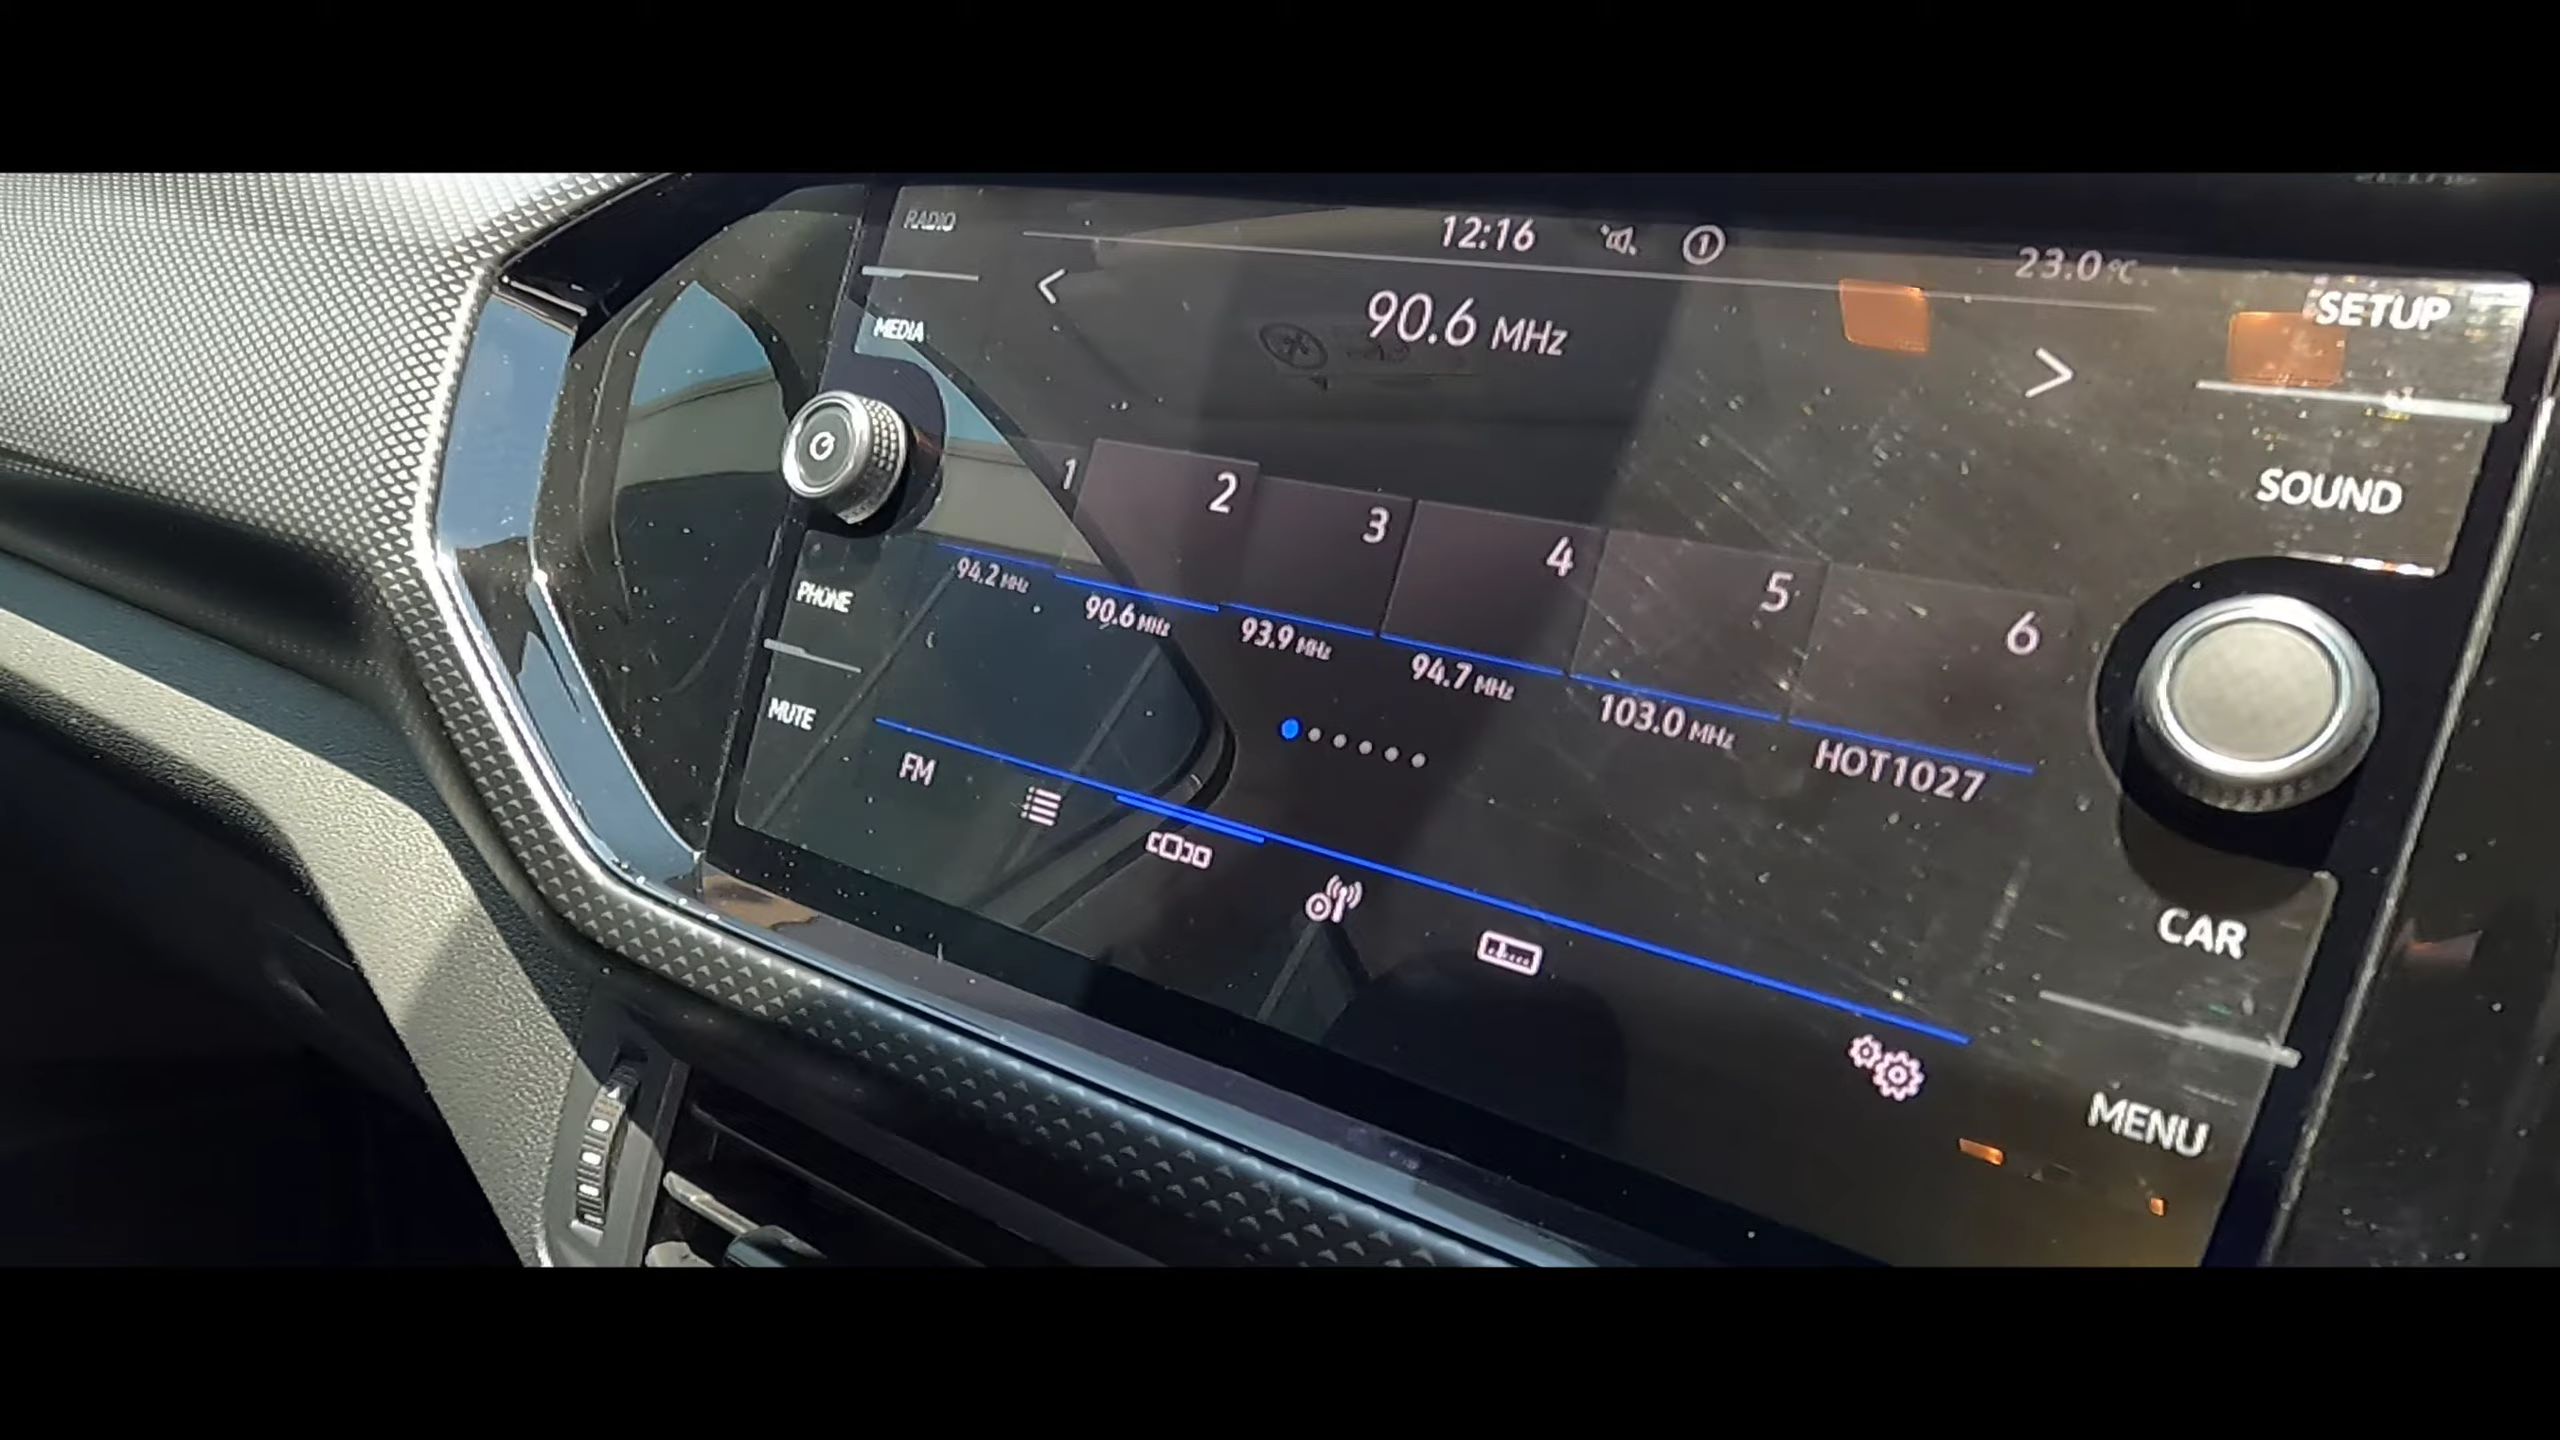 RADIO
12:16
23.0°C
SETUP
90.6 MHz
MEDIA
SOUND
1
2
3
4
5
6
94.2 MHz
90.6 MHz
93.9 MHz
94.7 MHz
103.0 MHz
HOT1027
PHONE
MUTE
FM
CAR
MENU